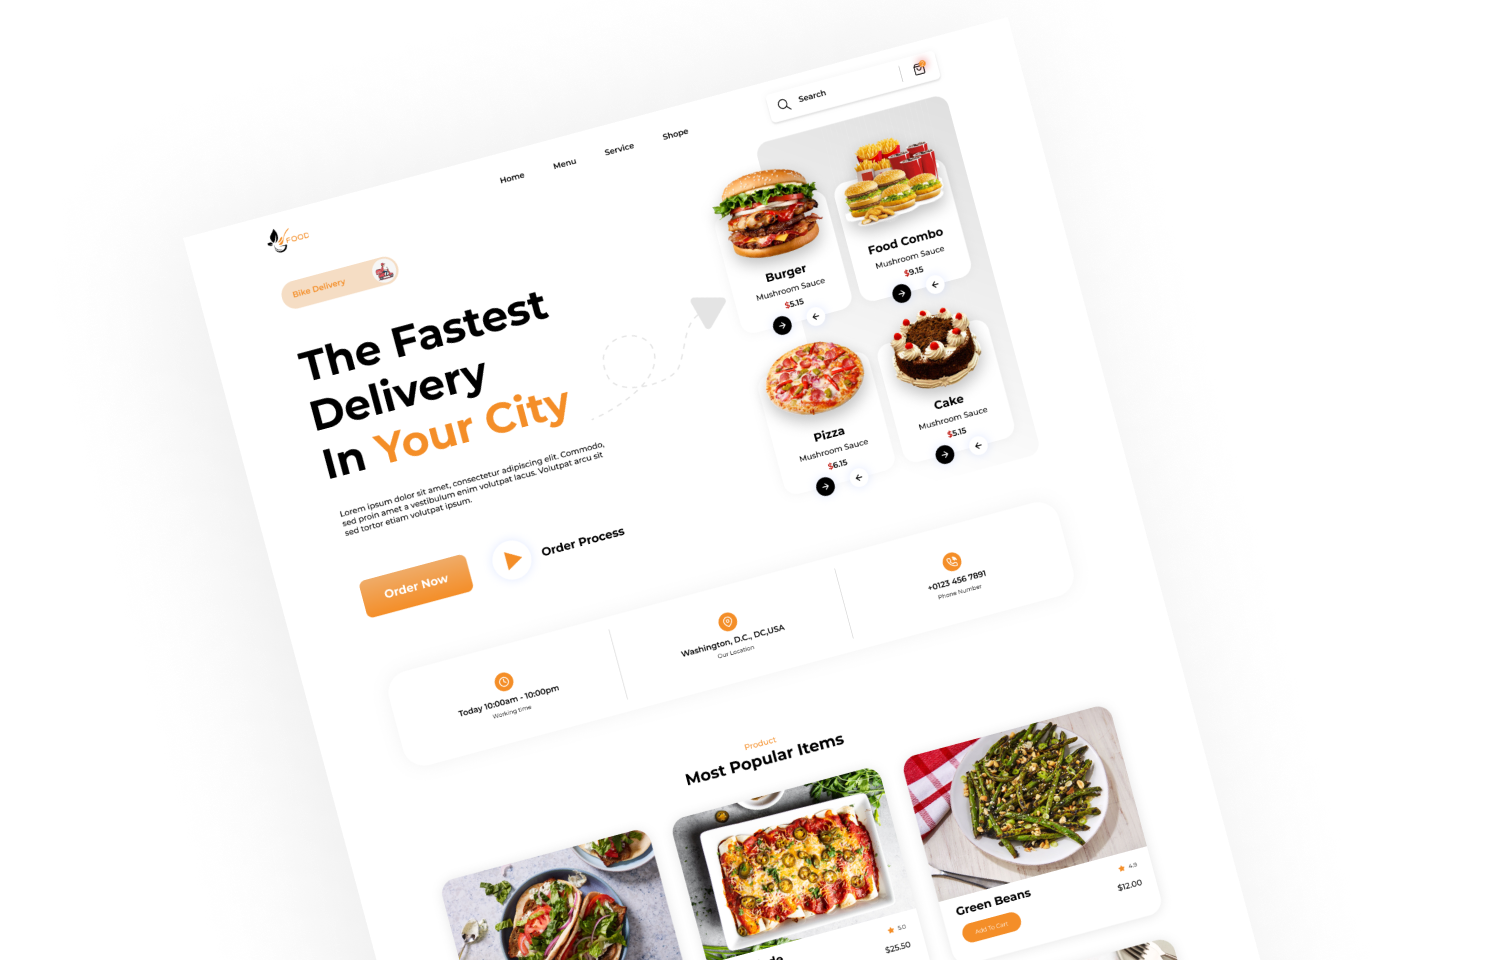 Search
Home
Menu
Service
Shope
FOOD
Bike Delivery
The Fastest
Delivery
In Your City
Lorem ipsum dolor sit amet, consectetur adipiscing elit. Commodo,
sed proin amet a vestibulum enim volutpat lacus. Volutpat arcu sit
sed tortor etiam volutpat ipsum.
Order Now
Order Process
Burger
Mushroom Sauce
$5.15
Food Combo
Mushroom Sauce
$9.15
Pizza
Mushroom Sauce
$6.15
Cake
Mushroom Sauce
$5.15
Today 10:00am - 10:00pm
Working time
Washington, D.C., DC,USA
Our Location
+0123 456 7891
Phone Number
Product
Most Popular Items
5.0
$25.50
Green Beans
4.9
$12.00
Add To Cart